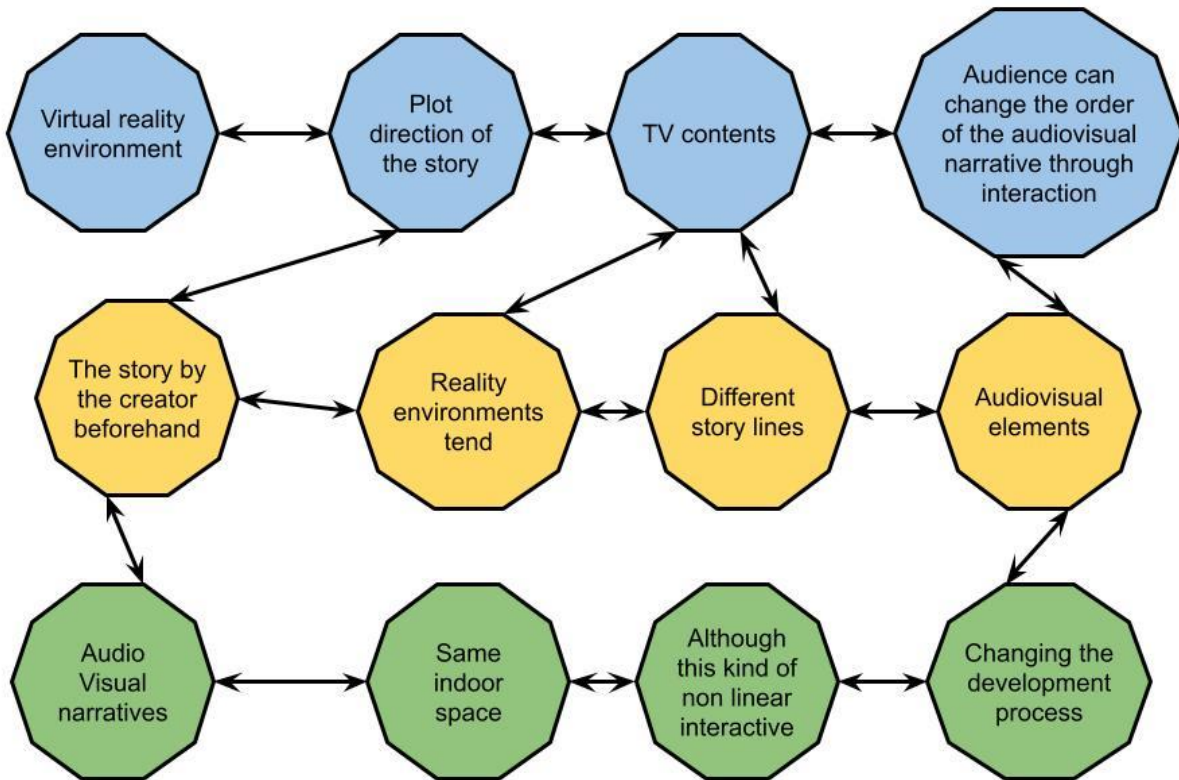 Virtual reality
environment
Plot
direction of
the story
TV contents
Audience can
change the order
of the audiovisual
narrative through
interaction
The story by
the creator
beforehand
Reality
environments
tend
Different
story lines
Audiovisual
elements
Audio
Visual
narratives
Same
indoor
space
Although
this kind of
non linear
interactive
Changing the
development
process